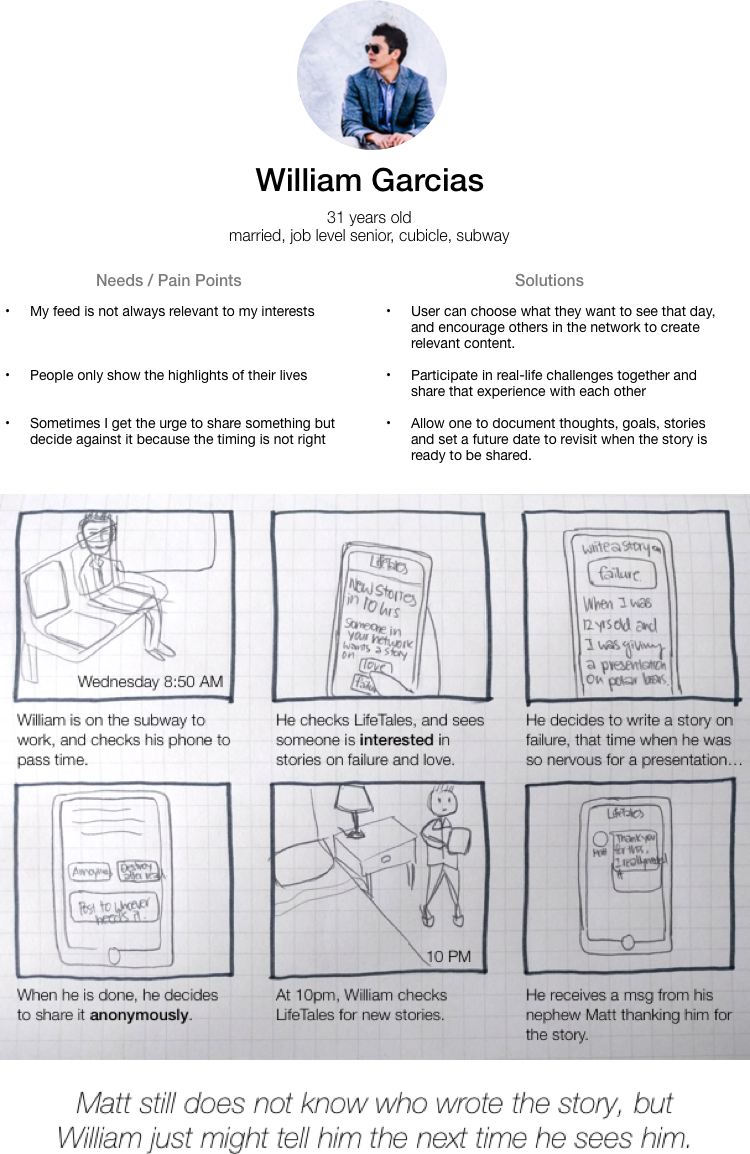 William Garcias
31 years old
married, job level senior, cubicle, subway
Needs / Pain Points
• My feed is not always relevant to my interests
• People only show the highlights of their lives
• Sometimes I get the urge to share something but
decide against it because the timing is not right
Solutions
• User can choose what they want to see that day,
and encourage others in the network to create
relevant content.
• Participate in real-life challenges together and
share that experience with each other
• Allow one to document thoughts, goals, stories
and set a future date to revisit when the story is
ready to be shared.
Wednesday 8:50 AM
William is on the subway to
work, and checks his phone to
pass time.
LifeTales
New Stories
in 10 hrs
Someone in
your network
wants a story
on
love
He checks LifeTales, and sees
someone is interested in
stories on failure and love.
write a story on
failure
When I was
12 yrs old and
I was giving
a presentation
on polar bears.
He decides to write a story on
failure, that time when he was
so nervous for a presentation…
Destroy
after read
Post to whoever
needs it.
When he is done, he decides
to share it anonymously.
10 PM
At 10pm, William checks
LifeTales for new stories.
LifeTales
Matt
Thank you
for this.
I really needed
it
He receives a msg from his
nephew Matt thanking him for
the story.
Matt still does not know who wrote the story, but
William just might tell him the next time he sees him.